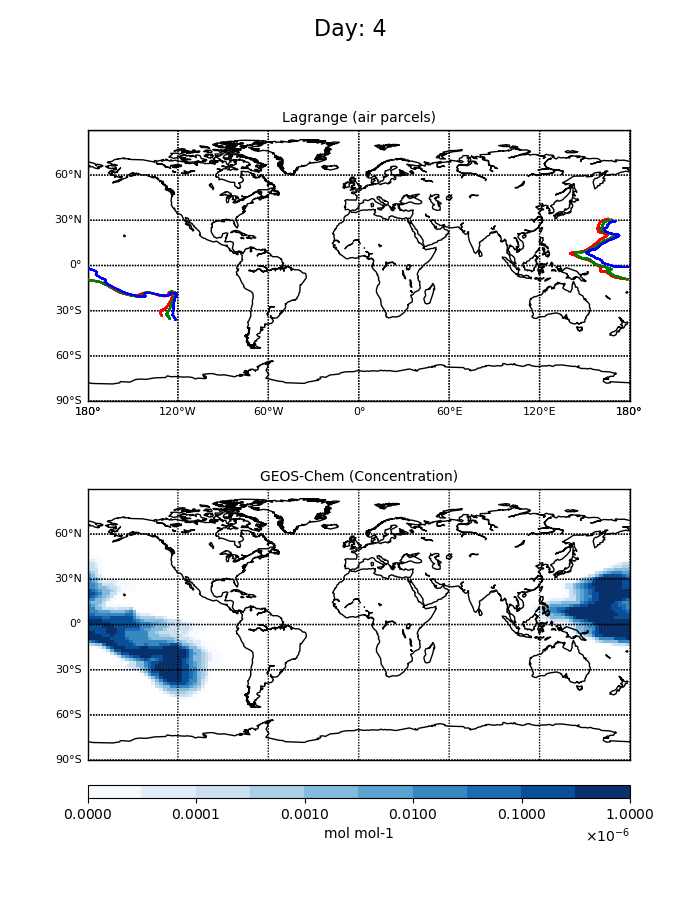 Day: 4
Lagrange (air parcels)
60°N
30°N
0°
30°S
60°S
90°S
180° 120°W 60°W 0° 60°E 120°E 180°
GEOS-Chem (Concentration)
60°N
30°N
0°
30°S
60°S
90°S
0.0000 0.0001 0.0010 0.0100 0.1000 1.0000
mol mol-1 ×10⁻⁶